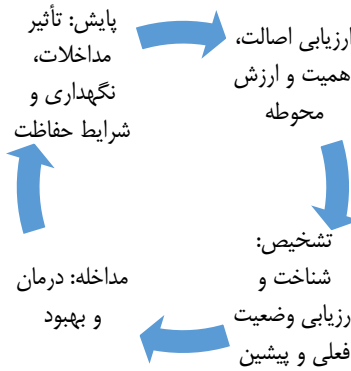 پایش: تأثیر
مداخلات،
نگهداری و
شرایط حفاظت
ارزیابی اصالت،
همیت و ارزش
محوطه
تشخیص:
شناخت و
رزیابی وضعیت
فعلی و پیشین
مداخله: درمان
و بهبود